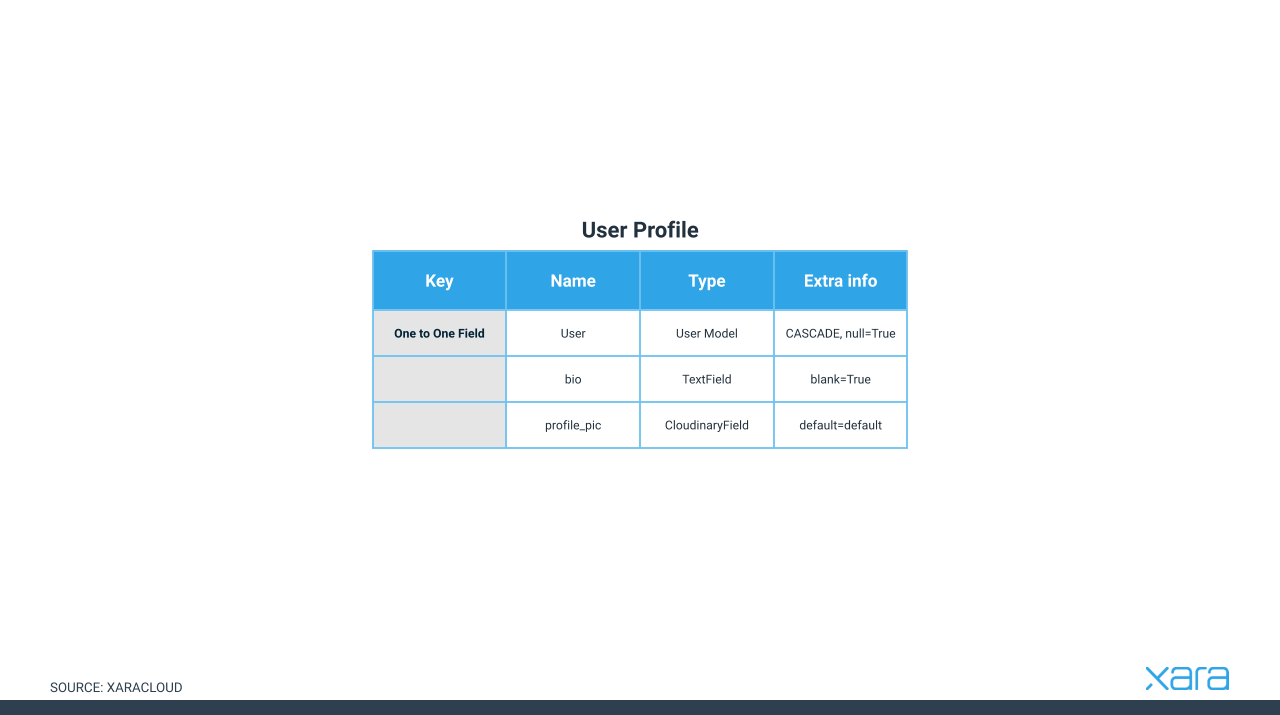 User Profile
Key Name Type Extra info
One to One Field User User Model CASCADE, null=True
bio TextField blank=True
profile_pic CloudinaryField default=default
SOURCE: XARACLOUD
xara